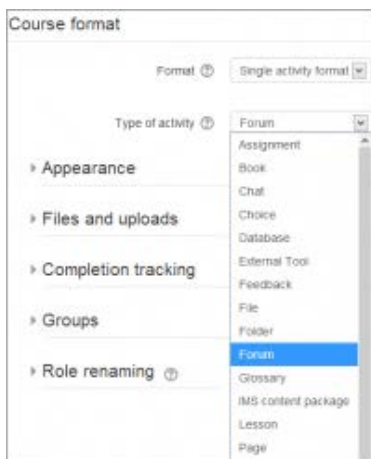 Course format
Format
Single activity format
Type of activity
Forum
Assignment
Book
Chat
Choice
Database
External Tool
Feedback
File
Folder
Forum
Glossary
IMS content package
Lesson
Page
Appearance
Files and uploads
Completion tracking
Groups
Role renaming